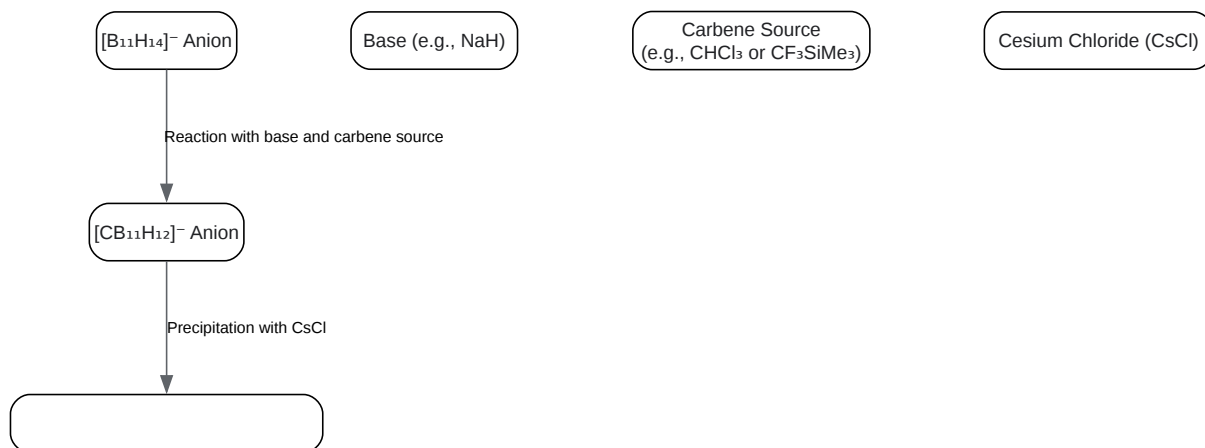 [B₁₁H₁₄]⁻ Anion
Base (e.g., NaH)
Carbene Source
(e.g., CHCl₃ or CF₃SiMe₃)
Cesium Chloride (CsCl)
Reaction with base and carbene source
[CB₁₁H₁₂]⁻ Anion
Precipitation with CsCl